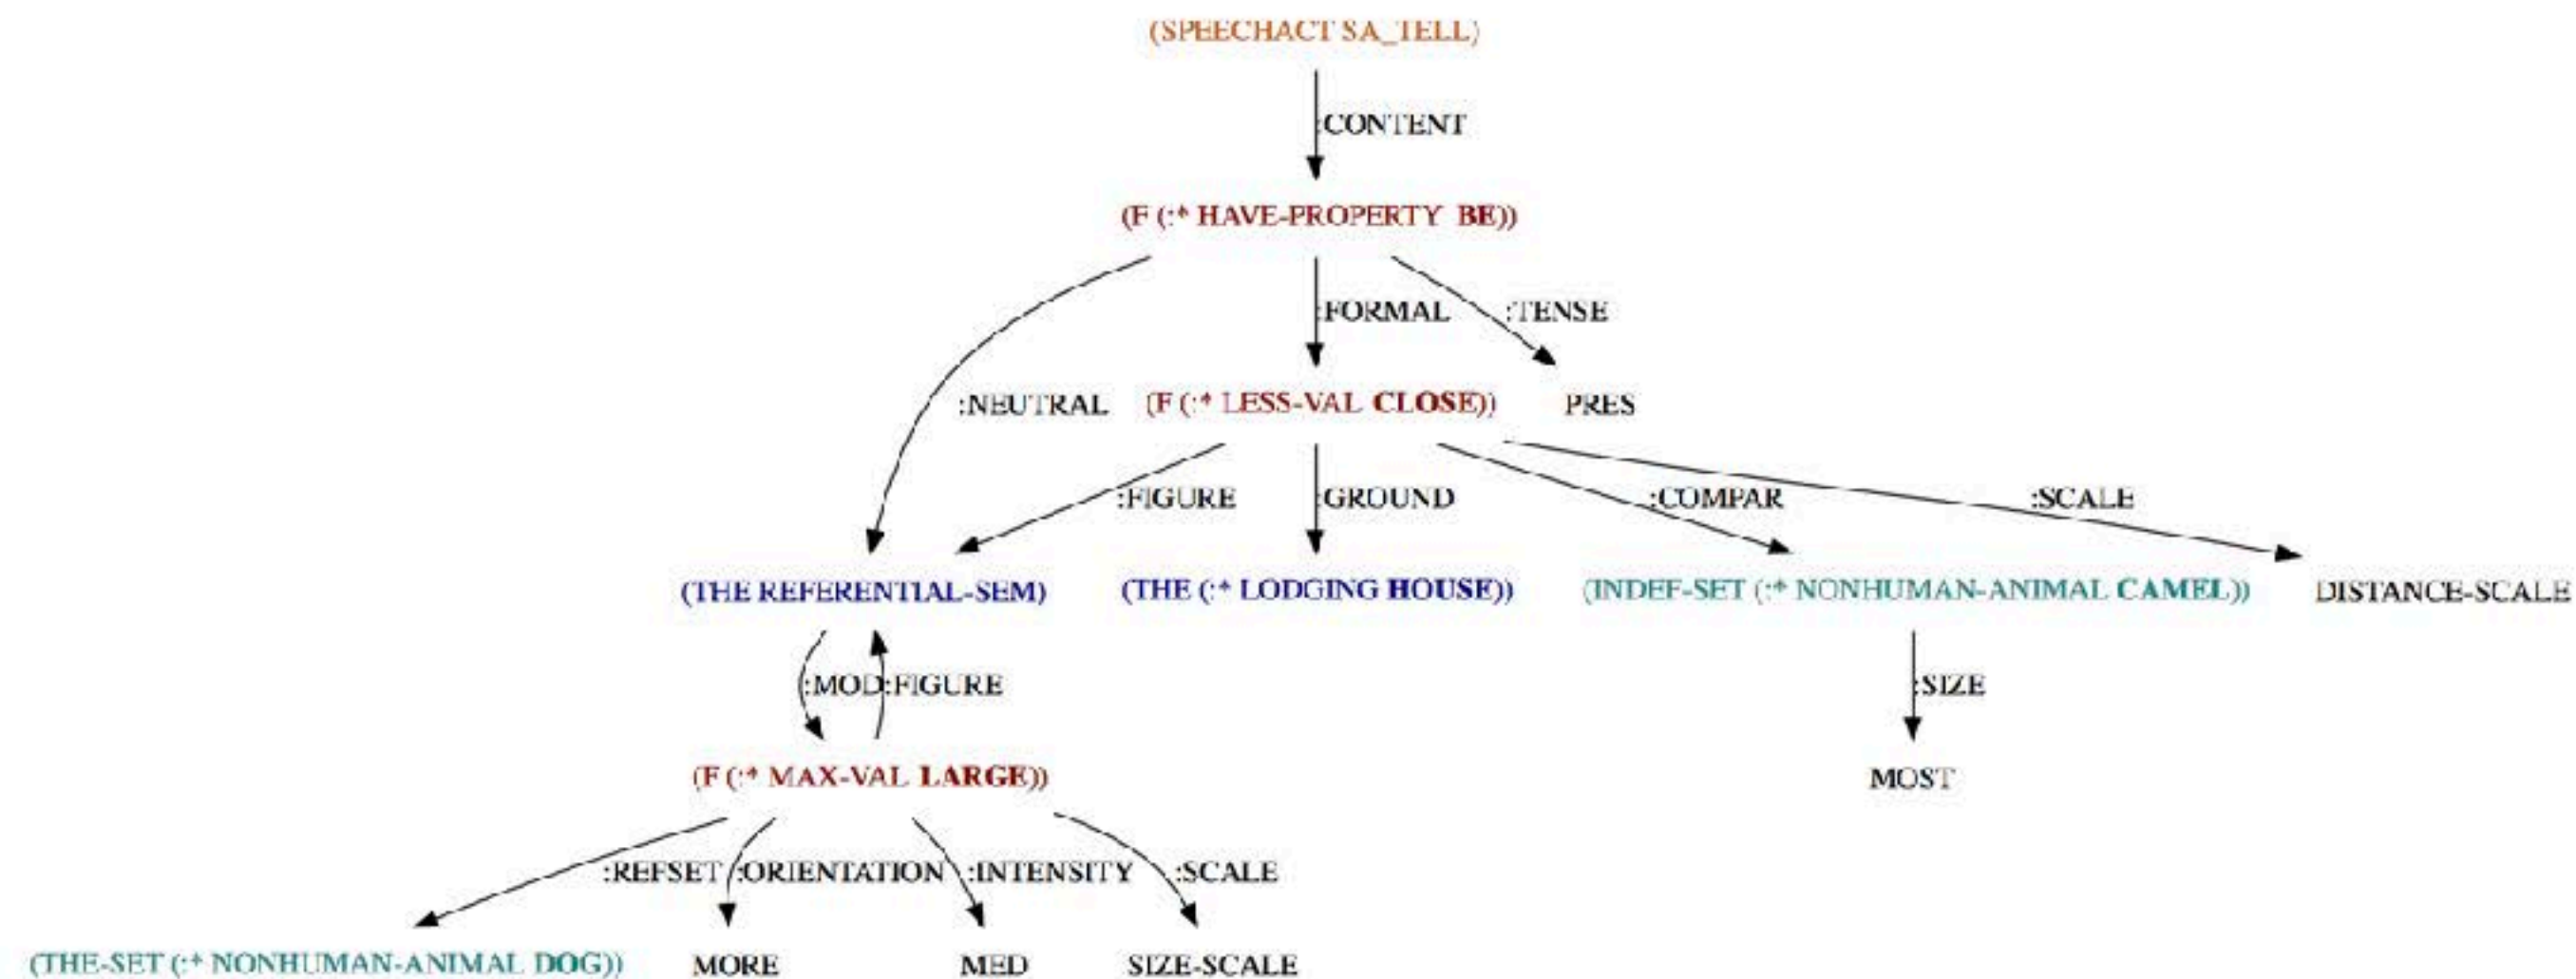 (SPEECHACT SA_TELL)
:CONTENT
(F (:* HAVE-PROPERTY BE))
:FORMAL :TENSE
:NEUTRAL (F (:* LESS-VAL CLOSE)) PRES
:FIGURE :GROUND :COMPAR :SCALE
(THE REFERENTIAL-SEM) (THE (:* LODGING HOUSE)) (INDEF-SET (:* NONHUMAN-ANIMAL CAMEL)) DISTANCE-SCALE
:MOD :FIGURE :SIZE
(F (:* MAX-VAL LARGE)) MOST
:REFSET :ORIENTATION :INTENSITY :SCALE
(THE-SET (:* NONHUMAN-ANIMAL DOG)) MORE MED SIZE-SCALE